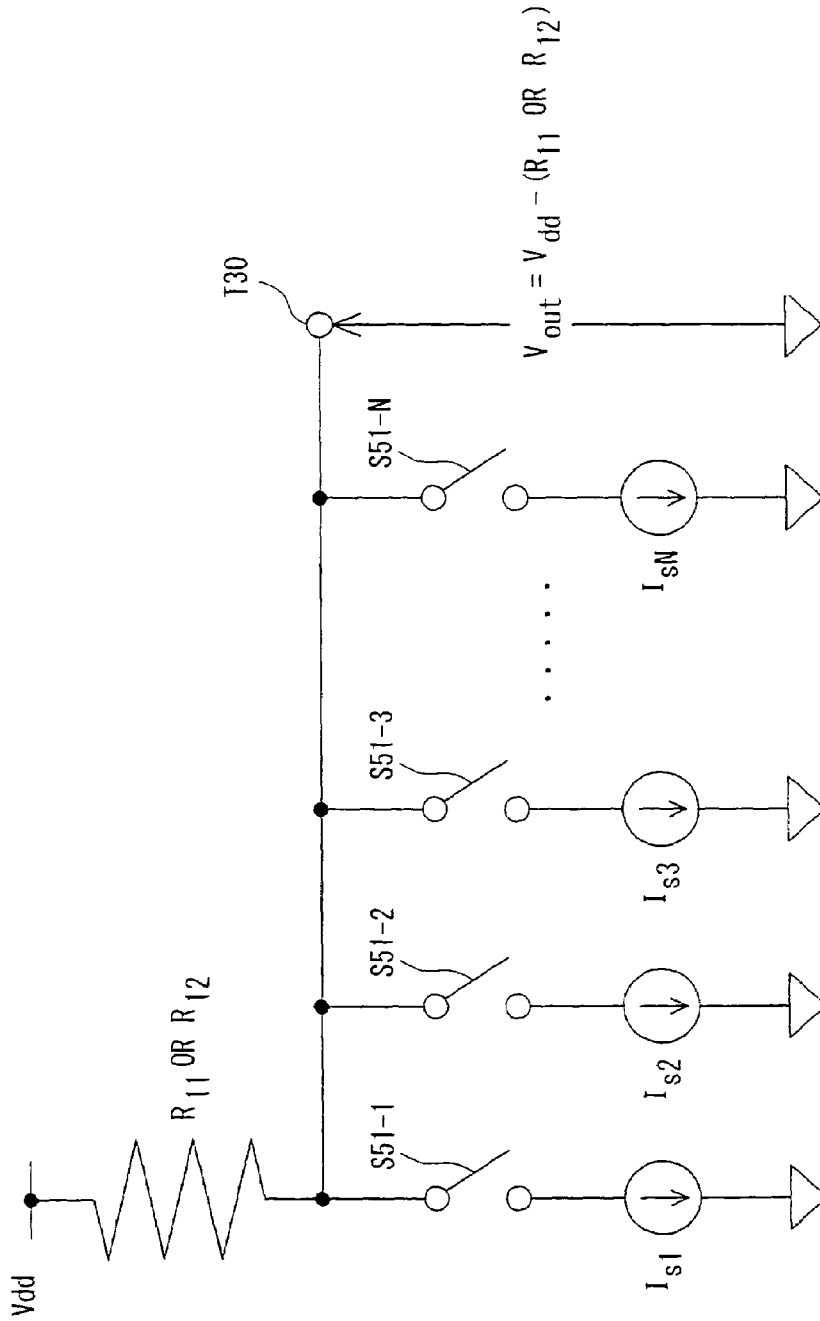 Vdd
R11 OR R12
T30
S51-1
S51-2
S51-3
S51-N
Is1
Is2
Is3
.....
IsN
Vout = Vdd - (R11 OR R12)